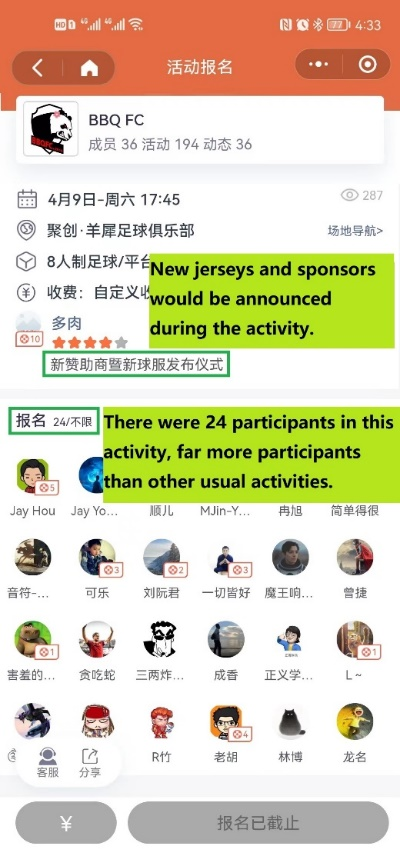 HD 1 4G 4G 77 4:33
活动报名
BBQ FC
成员 36 活动 194 动态 36
4月9日-周六 17:45
287
聚创·羊犀足球俱乐部
场地导航>
8人制足球/平台
收费：自定义收
New jerseys and sponsors
would be announced
during the activity.
多肉
10
新赞助商暨新球服发布仪式
报名 24/不限
There were 24 participants in this
activity, far more participants
than other usual activities.
5
Jay Hou Jay Yo... 顺儿 MJin-Y... 冉旭 简单得很
3 2 3
音符-... 可乐 刘阮君 一切皆好 魔王响... 曾捷
1 1
害羞的... 贪吃蛇 三两炸... 成香 正义学... L~
4
R竹 老胡 林博 龙名
客服 分享
¥ 报名已截止